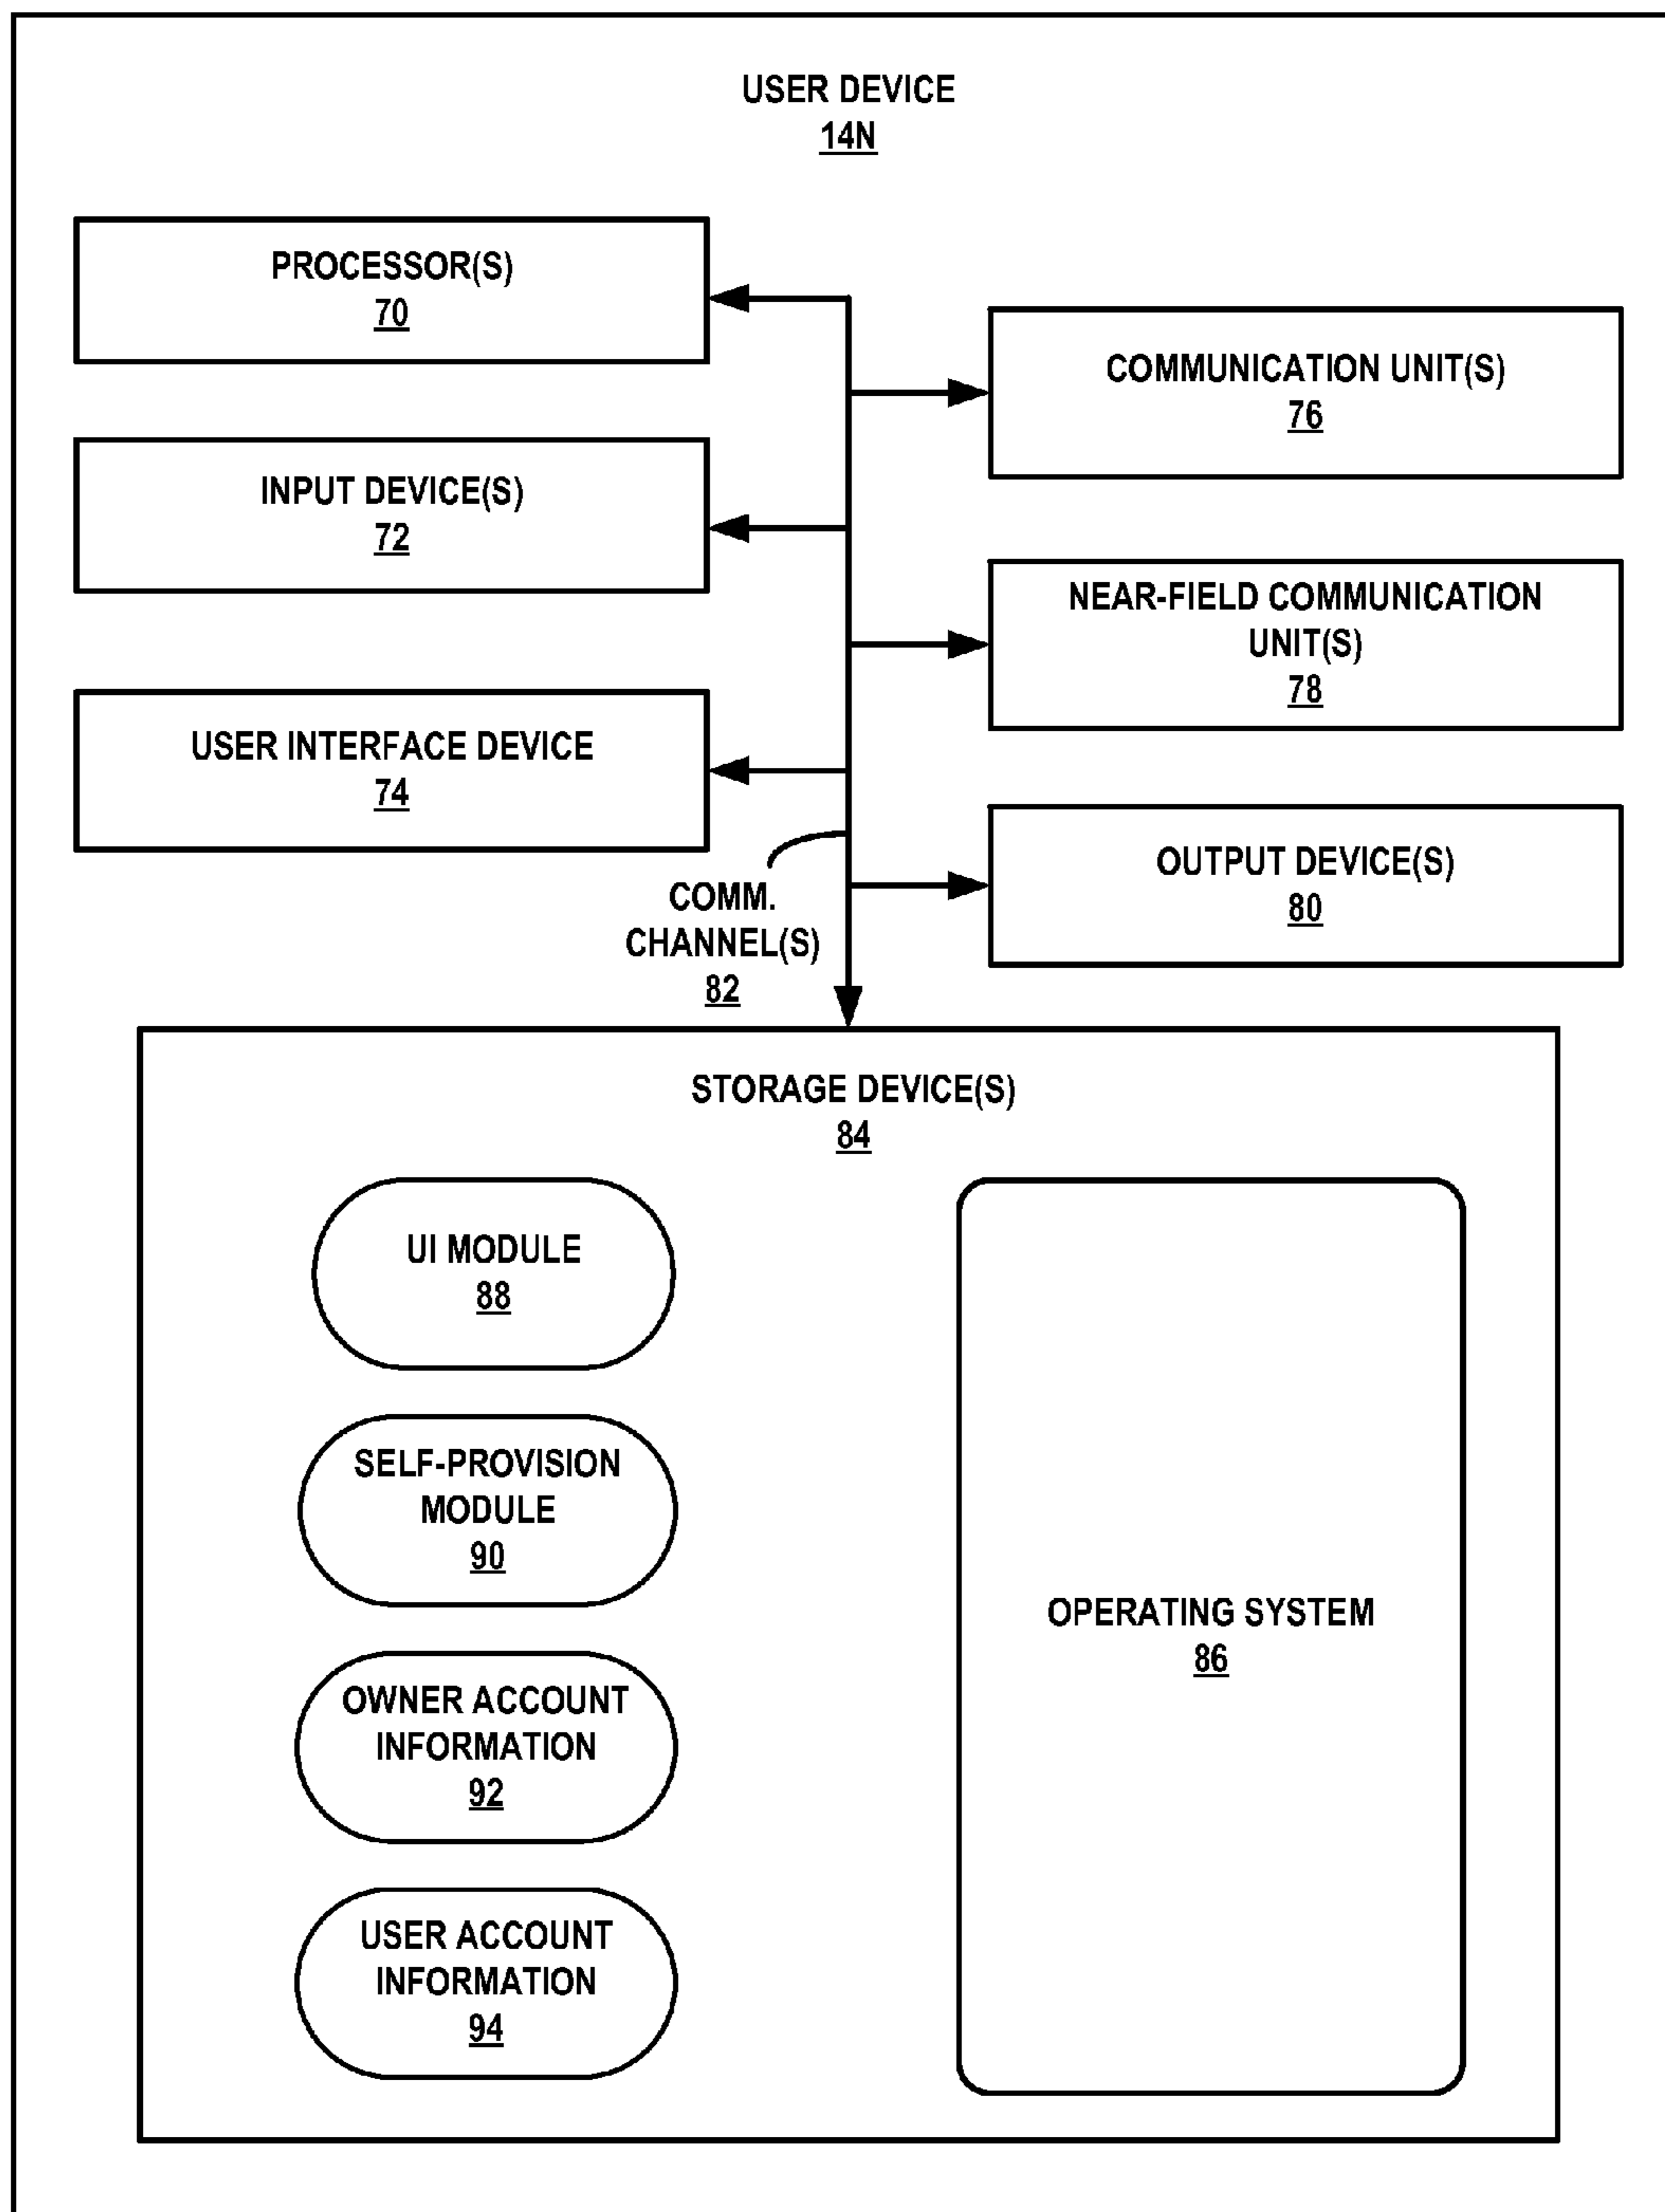 USER DEVICE
14N
PROCESSOR(S)
70
INPUT DEVICE(S)
72
USER INTERFACE DEVICE
74
COMMUNICATION UNIT(S)
76
NEAR-FIELD COMMUNICATION
UNIT(S)
78
OUTPUT DEVICE(S)
80
COMM.
CHANNEL(S)
82
STORAGE DEVICE(S)
84
UI MODULE
88
SELF-PROVISION
MODULE
90
OWNER ACCOUNT
INFORMATION
92
USER ACCOUNT
INFORMATION
94
OPERATING SYSTEM
86